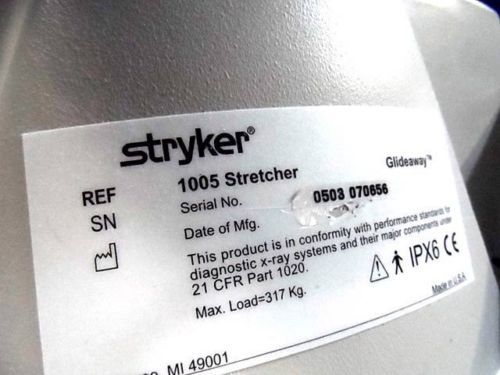 stryker®
REF 1005 Stretcher Glideaway™
SN Serial No. 0503 070656
Date of Mfg.
This product is in conformity with performance standards for
diagnostic x-ray systems and their major components under
21 CFR Part 1020.
Max. Load=317 Kg.
IPX6 CE
Made in U.S.A
MI 49001